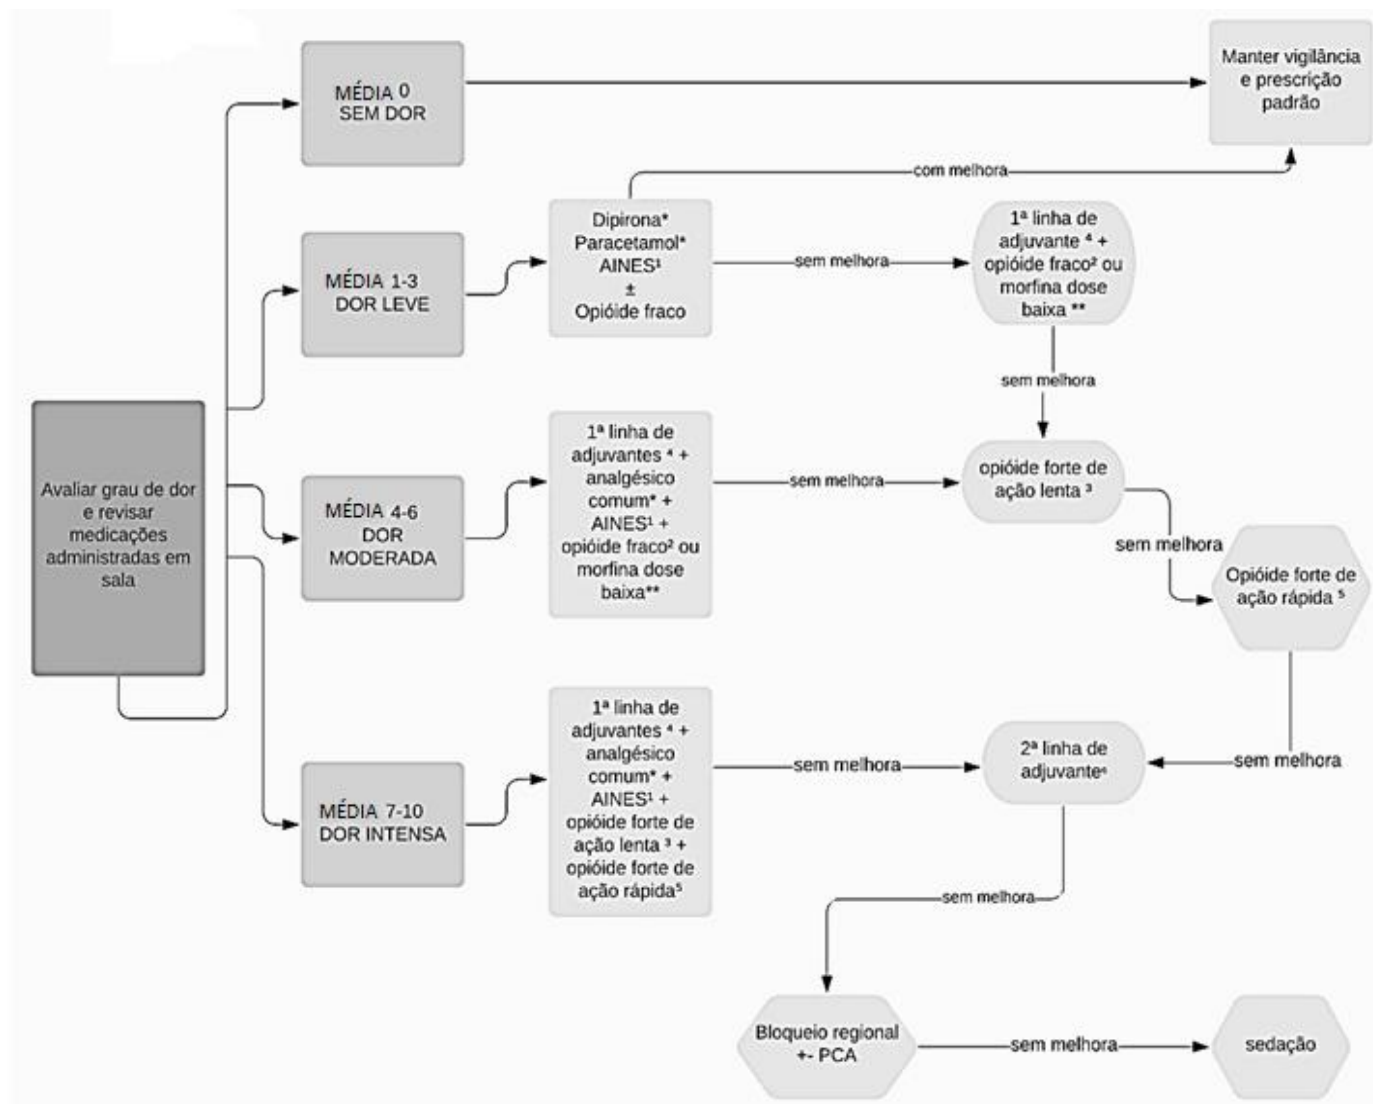 MÉDIA 0
SEM DOR
Manter vigilância
e prescrição
padrão
com melhora
MÉDIA 1-3
DOR LEVE
Dipirona*
Paracetamol*
AINES¹
±
Opióide fraco
sem melhora
1ª linha de
adjuvante ⁴ +
opióide fraco² ou
morfina dose
baixa **
sem melhora
Avaliar grau de dor
e revisar
medicações
administradas em
sala
MÉDIA 4-6
DOR
MODERADA
1ª linha de
adjuvantes ⁴ +
analgésico
comum* +
AINES¹ +
opióide fraco² ou
morfina dose
baixa**
sem melhora
opióide forte de
ação lenta ³
sem melhora
Opióide forte de
ação rápida ⁵
sem melhora
MÉDIA 7-10
DOR INTENSA
1ª linha de
adjuvantes ⁴ +
analgésico
comum* +
AINES¹ +
opióide forte de
ação lenta ³ +
opióide forte de
ação rápida⁵
sem melhora
2ª linha de
adjuvante⁶
sem melhora
Bloqueio regional
+- PCA
sem melhora
sedação